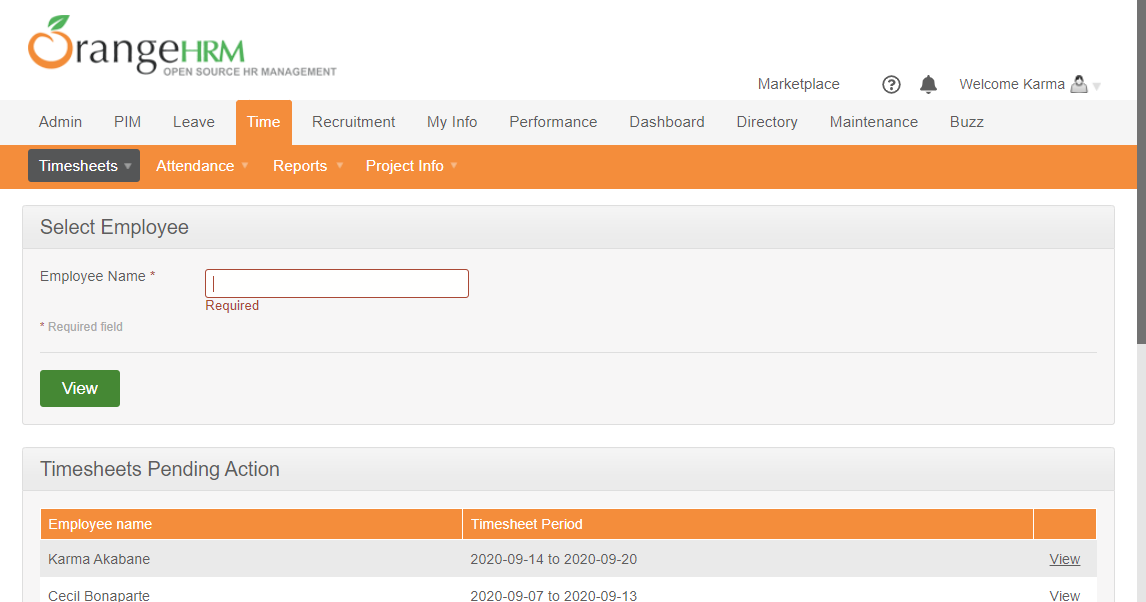 OrangeHRM
OPEN SOURCE HR MANAGEMENT
Marketplace ? Welcome Karma
Admin PIM Leave Time Recruitment My Info Performance Dashboard Directory Maintenance Buzz
Timesheets Attendance Reports Project Info
Select Employee
Employee Name *
Required
* Required field
View
Timesheets Pending Action
Employee name Timesheet Period
Karma Akabane 2020-09-14 to 2020-09-20 View
Cecil Bonaparte 2020-09-07 to 2020-09-13 View